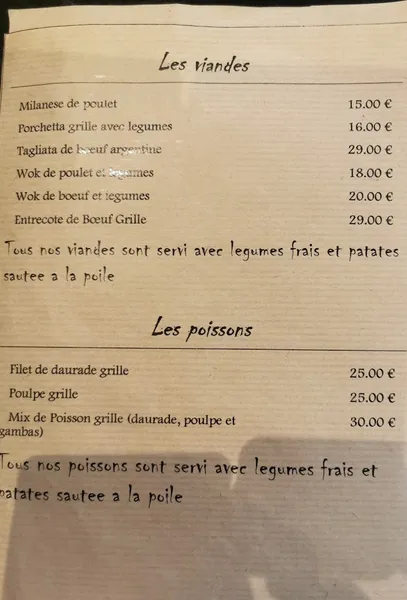 Les viandes
Milanese de poulet 15.00 €
Porchetta grille avec legumes 16.00 €
Tagliata de bœuf argentine 29.00 €
Wok de poulet et legumes 18.00 €
Wok de boeuf et legumes 20.00 €
Entrecote de Bœuf Grille 29.00 €
Tous nos viandes sont servi avec legumes frais et patates
sautee a la poile
Les poissons
Filet de daurade grille 25.00 €
Poulpe grille 25.00 €
Mix de Poisson grille (daurade, poulpe et 30.00 €
gambas)
Tous nos poissons sont servi avec legumes frais et
patates sautee a la poile